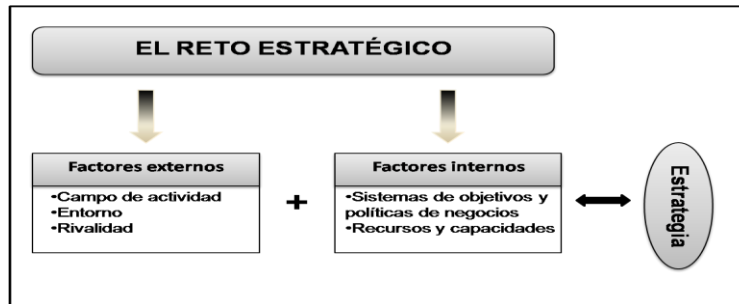 EL RETO ESTRATÉGICO
Factores externos
•Campo de actividad
•Entorno
•Rivalidad
+
Factores internos
•Sistemas de objetivos y
políticas de negocios
•Recursos y capacidades
Estrategia